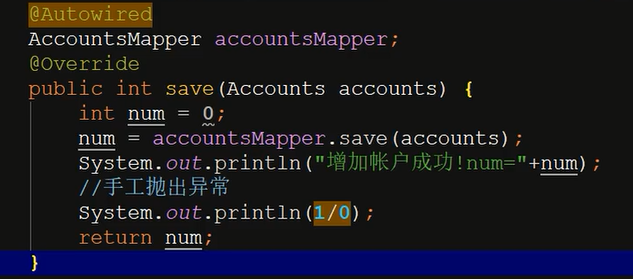 @Autowired
AccountsMapper accountsMapper;
@Override
public int save(Accounts accounts) {
int num = 0;
num = accountsMapper.save(accounts);
System.out.println("增加帐户成功!num="+num);
//手工抛出异常
System.out.println(1/0);
return num;
}